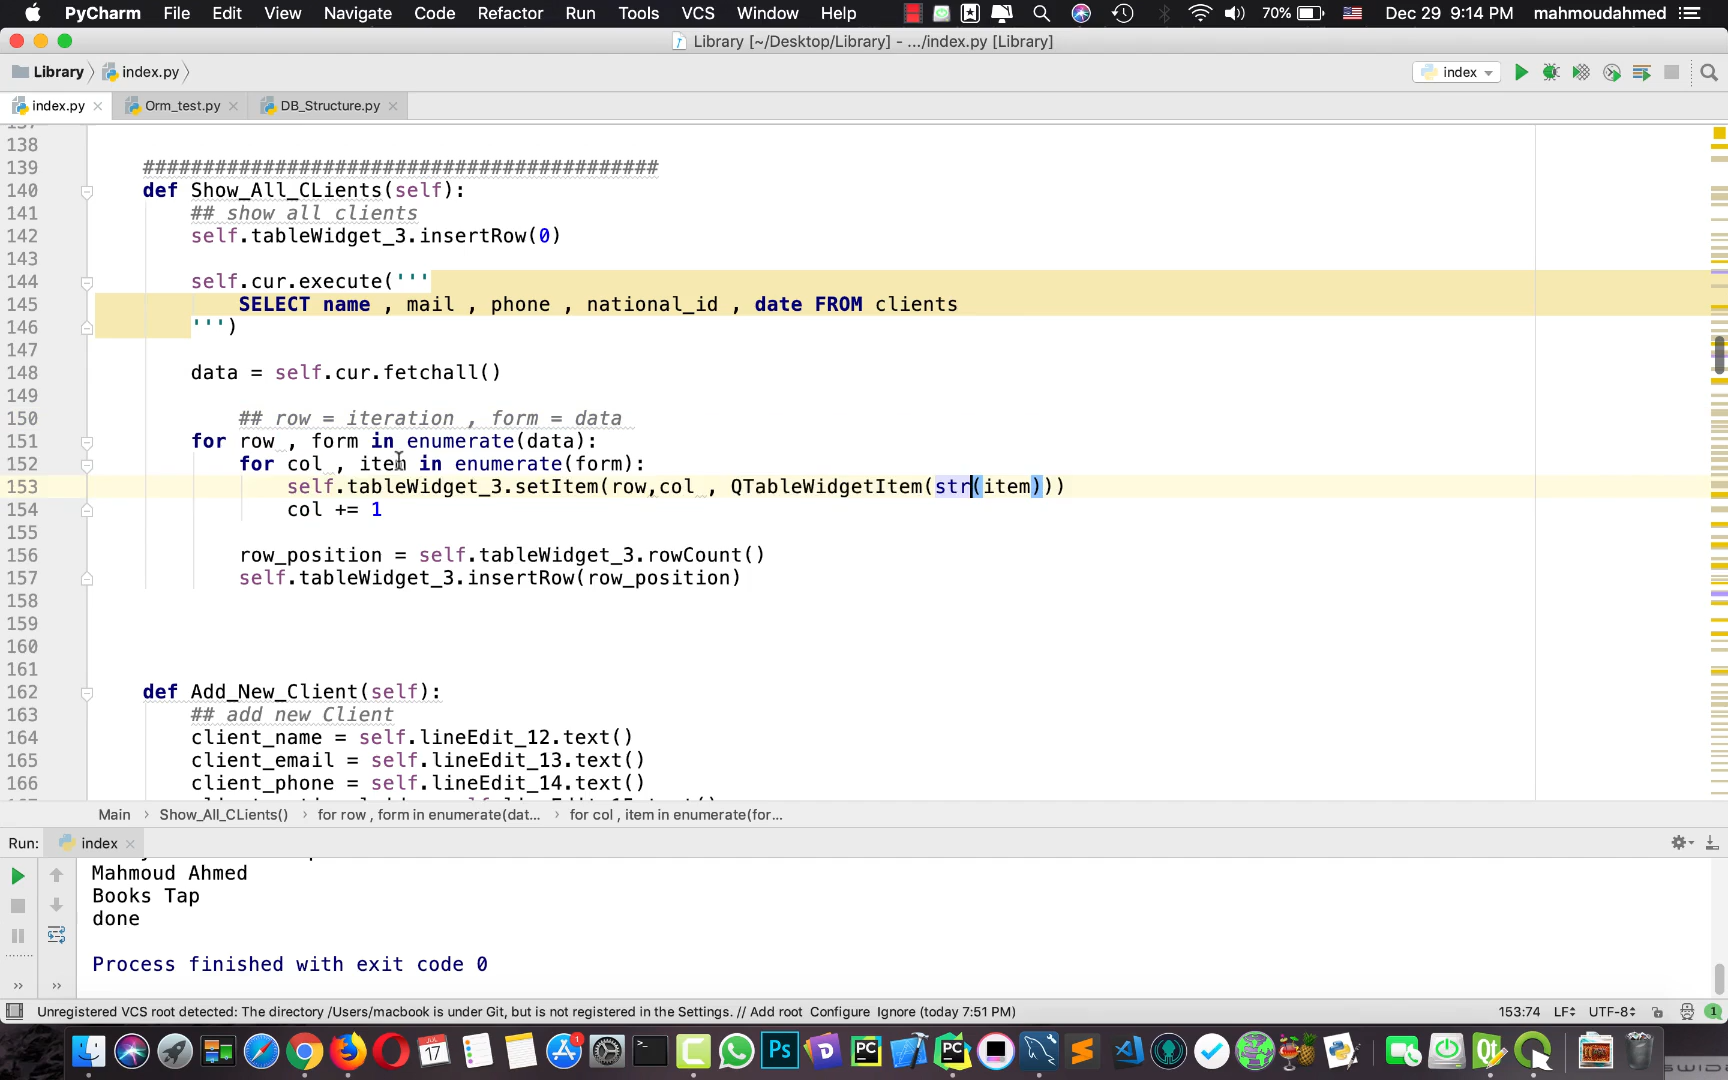 PyCharm File Edit View Navigate Code Refactor Run Tools VCS Window Help 70% Dec 29 9:14 PM mahmoudahmed
Library [~/Desktop/Library] - .../index.py [Library]
Library index.py index
index.py Orm_test.py DB_Structure.py
138
139 ###########################################
140 def Show_All_CLients(self):
141 ## show all clients
142 self.tableWidget_3.insertRow(0)
143
144 self.cur.execute('''
145 SELECT name , mail , phone , national_id , date FROM clients
146 ''')
147
148 data = self.cur.fetchall()
149
150 ## row = iteration , form = data
151 for row , form in enumerate(data):
152 for col , item in enumerate(form):
153 self.tableWidget_3.setItem(row,col , QTableWidgetItem(str(item)))
154 col += 1
155
156 row_position = self.tableWidget_3.rowCount()
157 self.tableWidget_3.insertRow(row_position)
158
159
160
161
162 def Add_New_Client(self):
163 ## add new Client
164 client_name = self.lineEdit_12.text()
165 client_email = self.lineEdit_13.text()
166 client_phone = self.lineEdit_14.text()
Main Show_All_CLients() for row , form in enumerate(dat... for col , item in enumerate(for...
Run: index
Mahmoud Ahmed
Books Tap
done
Process finished with exit code 0
Unregistered VCS root detected: The directory /Users/macbook is under Git, but is not registered in the Settings. // Add root Configure Ignore (today 7:51 PM) 153:74 LF UTF-8 1
JUL 17 1 Ps PC PC Qt